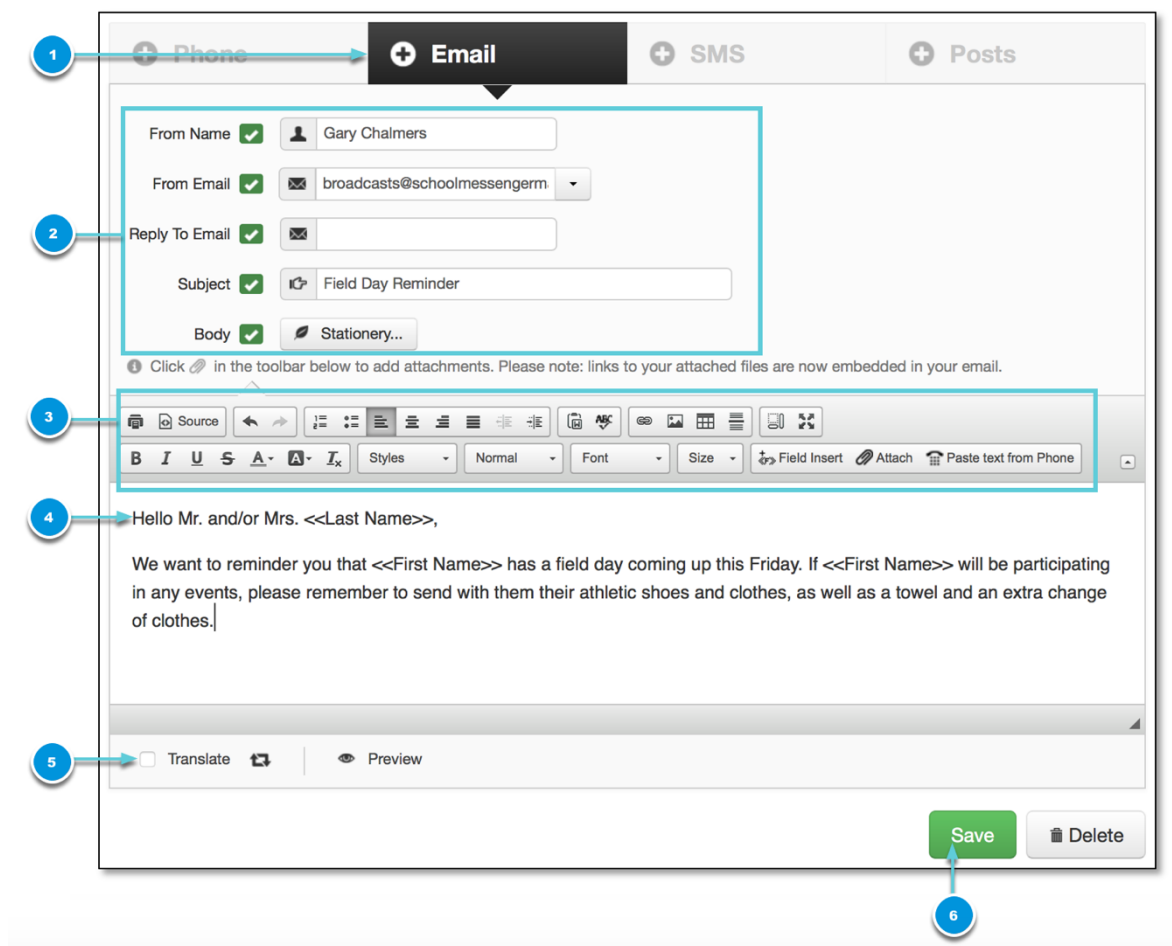 1
Phone
Email
SMS
Posts
2
From Name
Gary Chalmers
From Email
broadcasts@schoolmessengerm
Reply To Email
Subject
Field Day Reminder
Body
Stationery...
Click in the toolbar below to add attachments. Please note: links to your attached files are now embedded in your email.
3
Source
ABC
B I U S A A Ix Styles Normal Font Size Field Insert Attach Paste text from Phone
4
Hello Mr. and/or Mrs. <<Last Name>>,
We want to reminder you that <<First Name>> has a field day coming up this Friday. If <<First Name>> will be participating
in any events, please remember to send with them their athletic shoes and clothes, as well as a towel and an extra change
of clothes.
5
Translate
Preview
Save
Delete
6